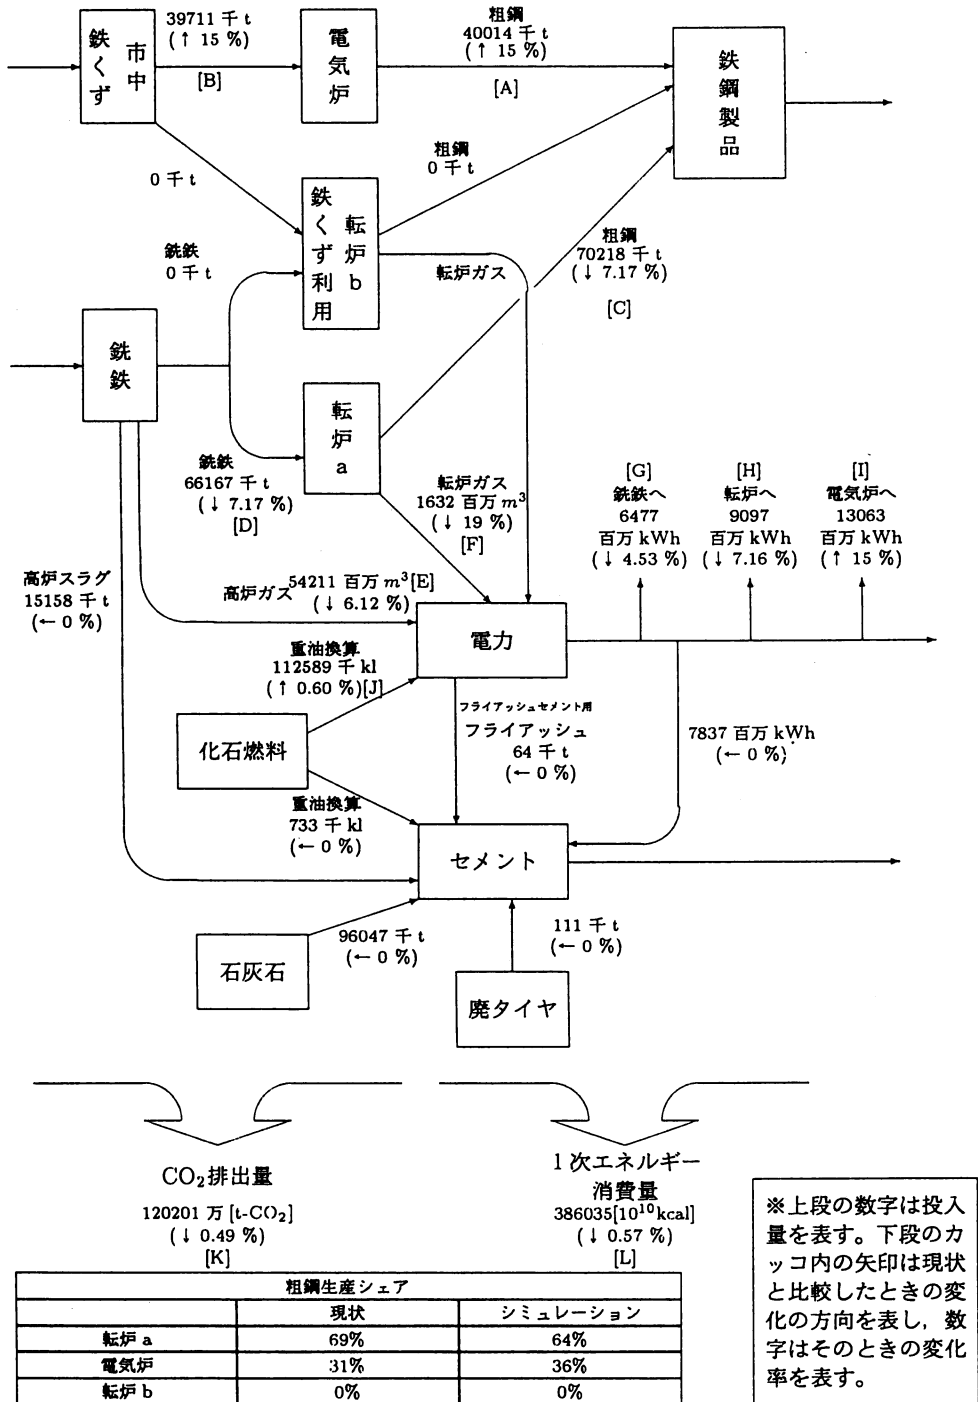 39711 千 t
(↑ 15 %)
[B]
市中
鉄くず
電気炉
粗鋼
40014 千 t
(↑ 15 %)
[A]
鉄鋼製品
0 千 t
転炉b
鉄くず利用
粗鋼
0 千 t
銑鉄
0 千 t
転炉ガス
粗鋼
70218 千 t
(↓ 7.17 %)
[C]
銑鉄
転炉a
銑鉄
66167 千 t
(↓ 7.17 %)
[D]
転炉ガス
1632 百万 m³
(↓ 19 %)
[F]
[G]
銑鉄へ
6477
百万 kWh
(↓ 4.53 %)
[H]
転炉へ
9097
百万 kWh
(↓ 7.16 %)
[I]
電気炉へ
13063
百万 kWh
(↑ 15 %)
高炉スラグ
15158 千 t
(← 0 %)
高炉ガス
54211 百万 m³[E]
(↓ 6.12 %)
電力
重油換算
112589 千 kl
(↑ 0.60 %)[J]
化石燃料
フライアッシュセメント用
フライアッシュ
64 千 t
(← 0 %)
7837 百万 kWh
(← 0 %)
重油換算
733 千 kl
(← 0 %)
セメント
石灰石
96047 千 t
(← 0 %)
111 千 t
(← 0 %)
廃タイヤ
CO₂排出量
120201 万 [t-CO₂]
(↓ 0.49 %)
[K]
1 次エネルギー
消費量
386035[10¹⁰kcal]
(↓ 0.57 %)
[L]
粗鋼生産シェア
現状 シミュレーション
転炉 a 69% 64%
電気炉 31% 36%
転炉 b 0% 0%
※上段の数字は投入
量を表す。下段のカ
ッコ内の矢印は現状
と比較したときの変
化の方向を表し，数
字はそのときの変化
率を表す。